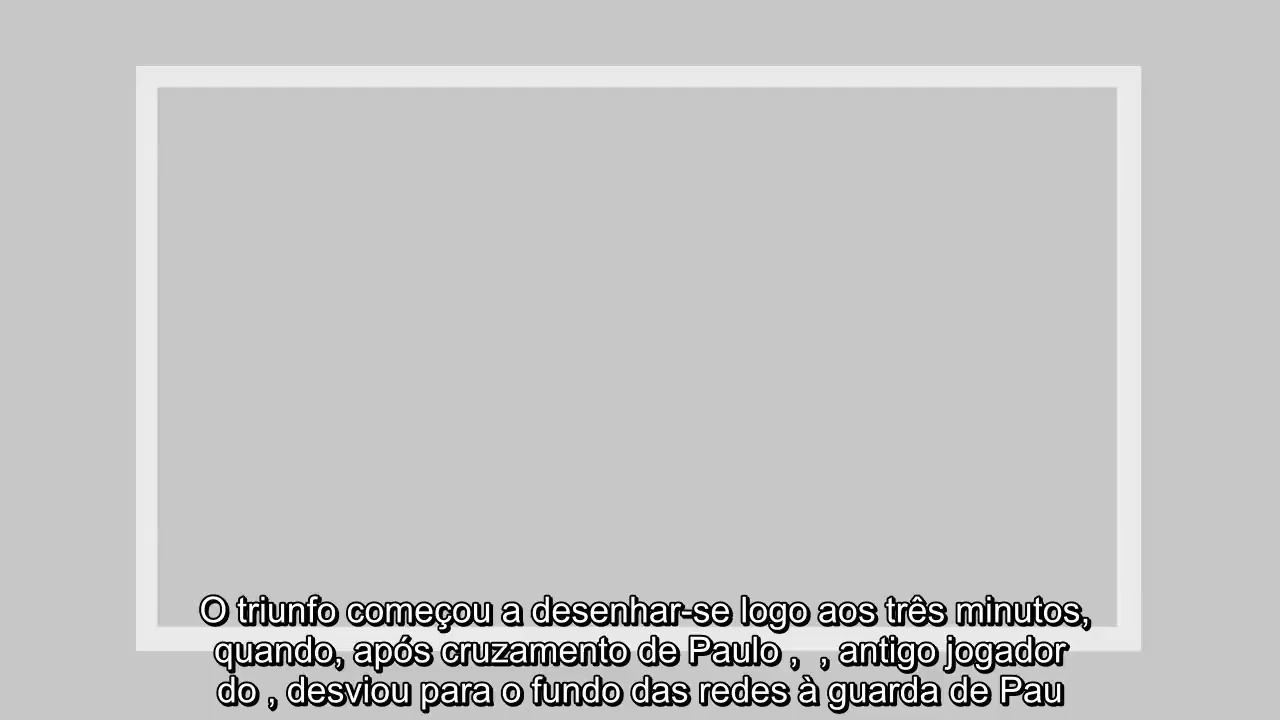 O triunfo começou a desenhar-se logo aos três minutos,
quando, após cruzamento de Paulo ,  , antigo jogador
do , desviou para o fundo das redes à guarda de Pau